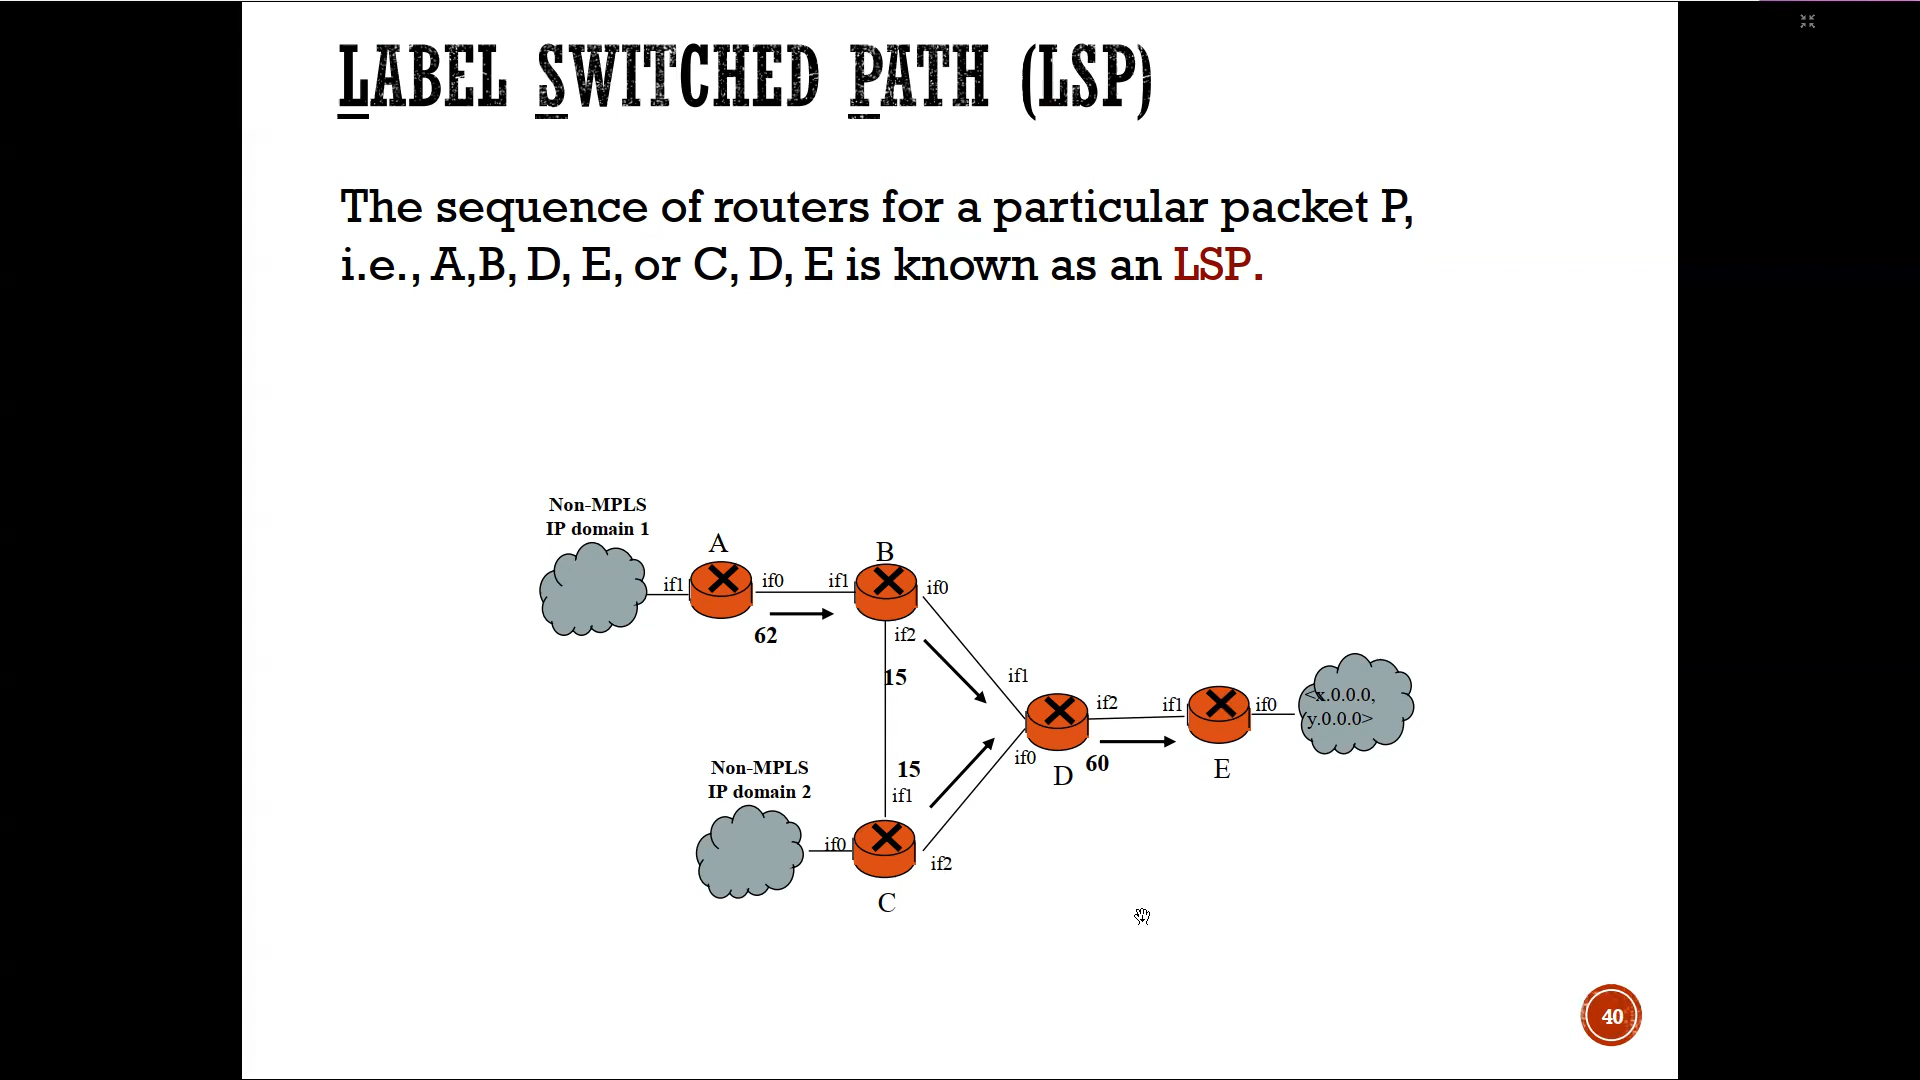 LABEL SWITCHED PATH (LSP)
The sequence of routers for a particular packet P,
i.e., A,B, D, E, or C, D, E is known as an LSP.
Non-MPLS
IP domain 1
A
B
if1
if0
if1
if0
62
if2
15
if1
if2
if1
if0
<x.0.0.0,
y.0.0.0>
if0
D
60
E
Non-MPLS
IP domain 2
15
if1
if0
if2
C
40